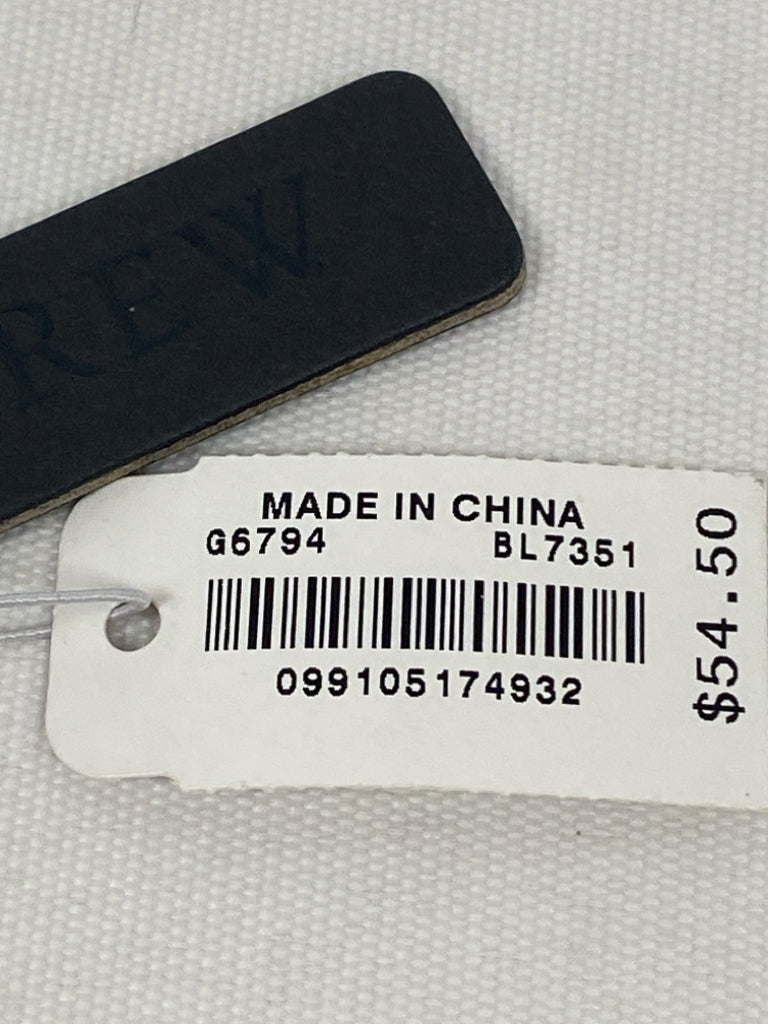 REW
MADE IN CHINA
G6794 BL7351
099105174932
$54.50